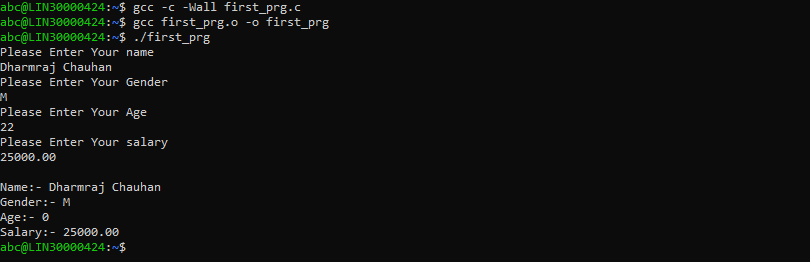 abc@LIN30000424:~$ gcc -c -Wall first_prg.c
abc@LIN30000424:~$ gcc first_prg.o -o first_prg
abc@LIN30000424:~$ ./first_prg
Please Enter Your name
Dharmraj Chauhan
Please Enter Your Gender
M
Please Enter Your Age
22
Please Enter Your salary
25000.00
Name:- Dharmraj Chauhan
Gender:- M
Age:- 0
Salary:- 25000.00
abc@LIN30000424:~$